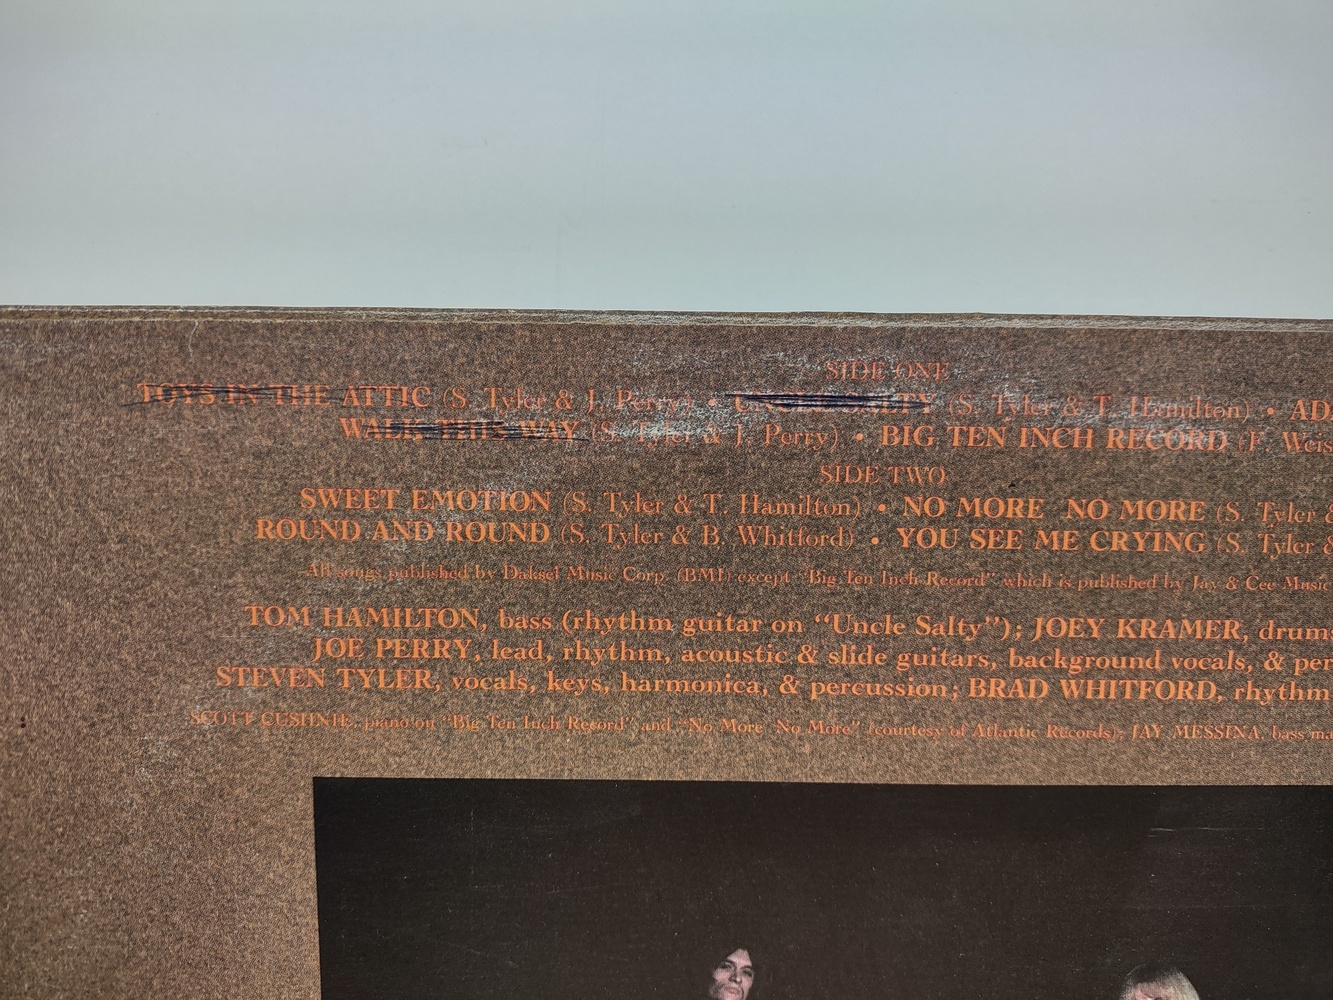 SIDE ONE
TOYS IN THE ATTIC (S. Tyler & J. Perry) • UNCLE SALTY (S. Tyler & T. Hamilton) • AD
WALK THIS WAY (S. Tyler & J. Perry) • BIG TEN INCH RECORD (F. Weis
SIDE TWO
SWEET EMOTION (S. Tyler & T. Hamilton) • NO MORE NO MORE (S. Tyler &
ROUND AND ROUND (S. Tyler & B. Whitford) • YOU SEE ME CRYING (S. Tyler &
All songs published by Daksel Music Corp. (BMI) except "Big Ten Inch Record" which is published by Jay & Cee Music
TOM HAMILTON, bass (rhythm guitar on "Uncle Salty"); JOEY KRAMER, drum
JOE PERRY, lead, rhythm, acoustic & slide guitars, background vocals, & per
STEVEN TYLER, vocals, keys, harmonica, & percussion; BRAD WHITFORD, rhythm
SCOTT CUSHNIE, piano on "Big Ten Inch Record" and "No More No More" (courtesy of Atlantic Records); JAY MESSINA, bass ma